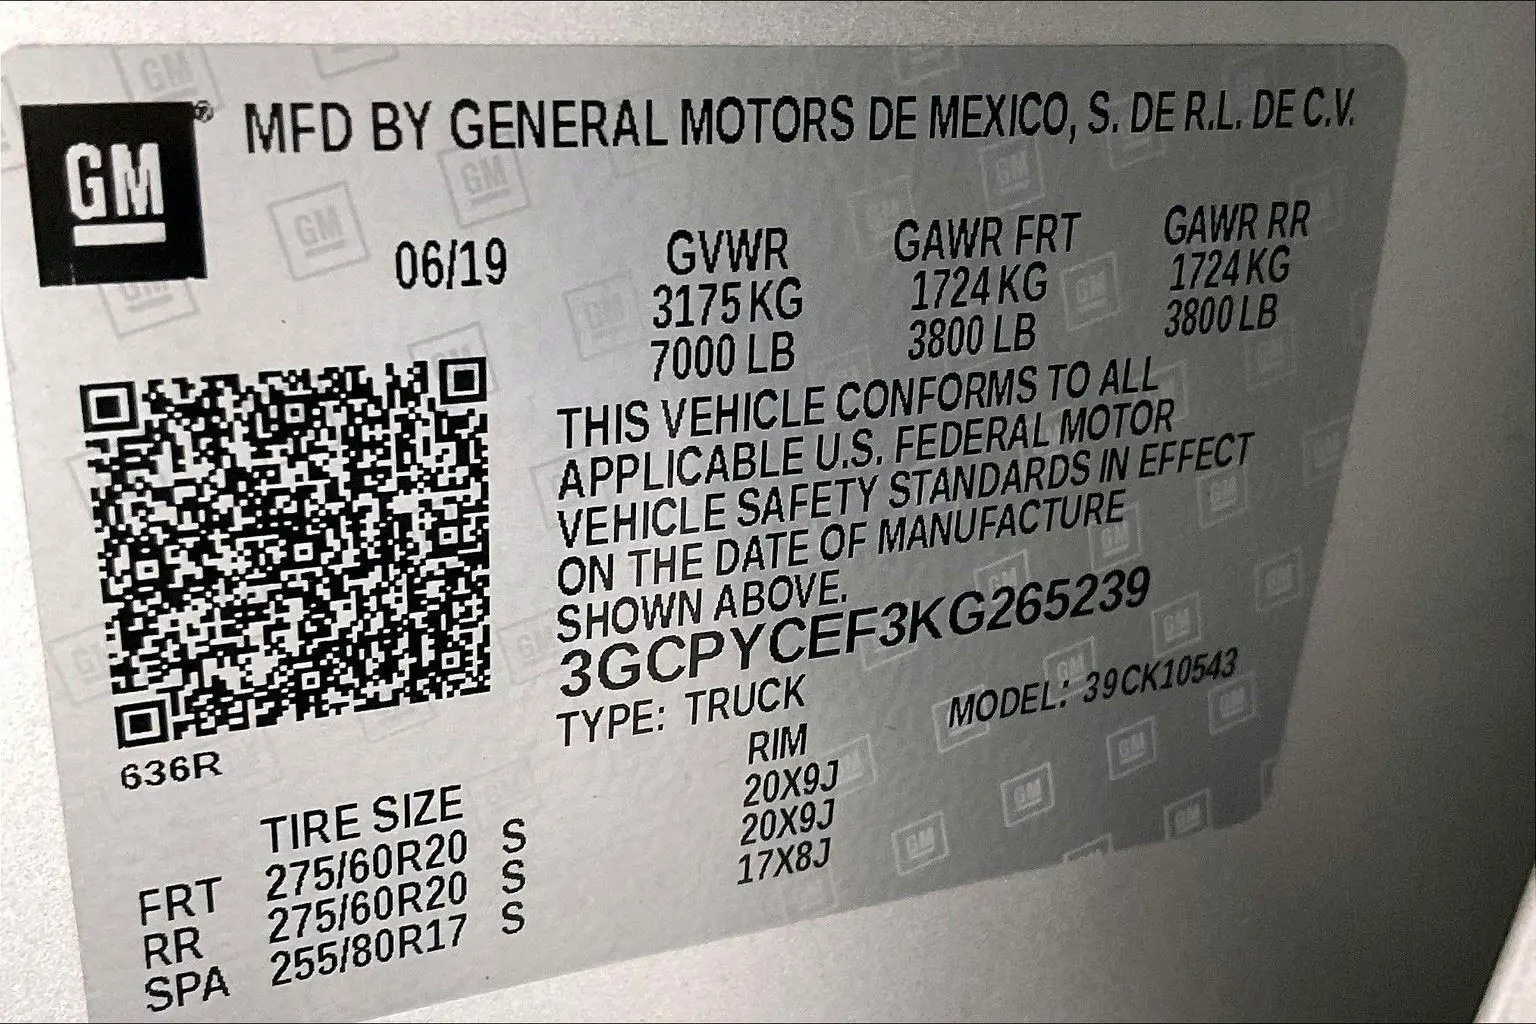 GM® MFD BY GENERAL MOTORS DE MEXICO, S. DE R.L. DE C.V.
06/19 GVWR GAWR FRT GAWR RR
3175 KG 1724 KG 1724 KG
7000 LB 3800 LB 3800 LB
THIS VEHICLE CONFORMS TO ALL
APPLICABLE U.S. FEDERAL MOTOR
VEHICLE SAFETY STANDARDS IN EFFECT
ON THE DATE OF MANUFACTURE
SHOWN ABOVE.
3GCPYCEF3KG265239
TYPE: TRUCK MODEL: 39CK10543
636R
TIRE SIZE RIM
FRT 275/60R20 S 20X9J
RR 275/60R20 S 20X9J
SPA 255/80R17 S 17X8J